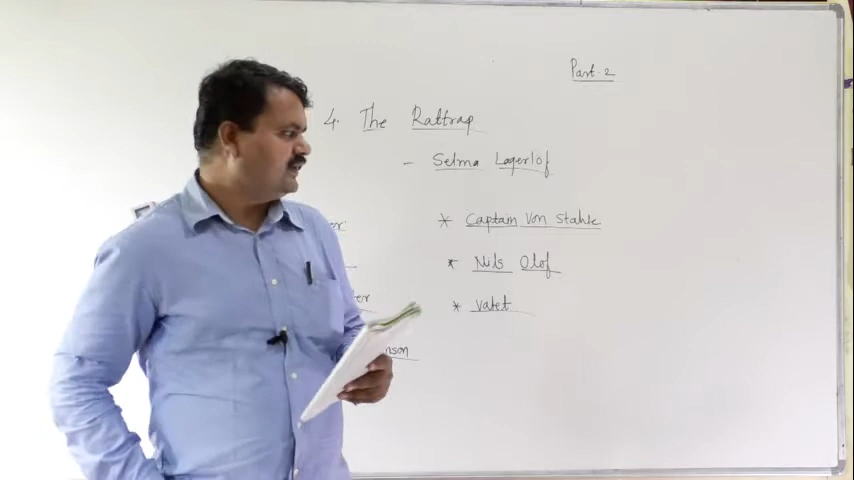 Part-2
4. The Rattrap
- Selma Lagerlöf
* Captain Von Stahle
* Nils Olof
* Valet